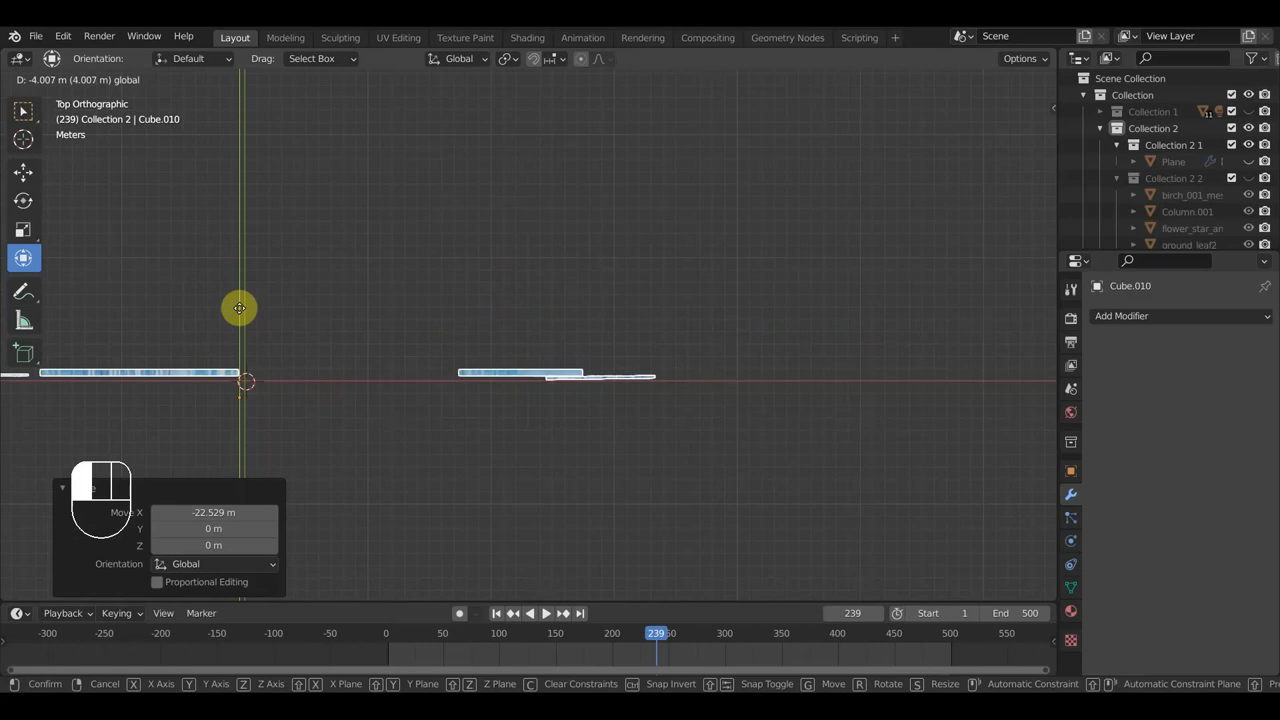 File Edit Render Window Help Layout Modeling Sculpting UV Editing Texture Paint Shading Animation Rendering Compositing Geometry Nodes Scripting + Scene View Layer
Orientation: Default Drag: Select Box Global Options
D: -4.007 m (4.007 m) global
Top Orthographic
(239) Collection 2 | Cube.010
Meters
Scene Collection
Collection
Collection 1 11
Collection 2
Collection 2 1
Plane
Collection 2 2
birch_001_me
Column.001
flower_star_an
ground_leaf2
Cube.010
Add Modifier
Move X -22.529 m
Y 0 m
Z 0 m
Orientation Global
Proportional Editing
Playback Keying View Marker 239 Start 1 End 500
-300 -250 -200 -150 -100 -50 0 50 100 150 200 239 50 300 350 400 450 500 550
Confirm Cancel X X Axis Y Y Axis Z Z Axis X X Plane Y Y Plane Z Z Plane C Clear Constraints Ctrl Snap Invert Snap Toggle G Move R Rotate S Resize Automatic Constraint Automatic Constraint Plane